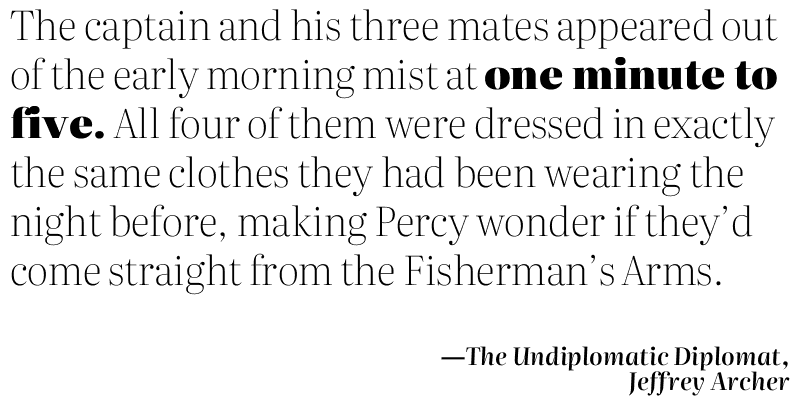 The captain and his three mates appeared out
of the early morning mist at one minute to
five. All four of them were dressed in exactly
the same clothes they had been wearing the
night before, making Percy wonder if they’d
come straight from the Fisherman’s Arms.
—The Undiplomatic Diplomat,
Jeffrey Archer